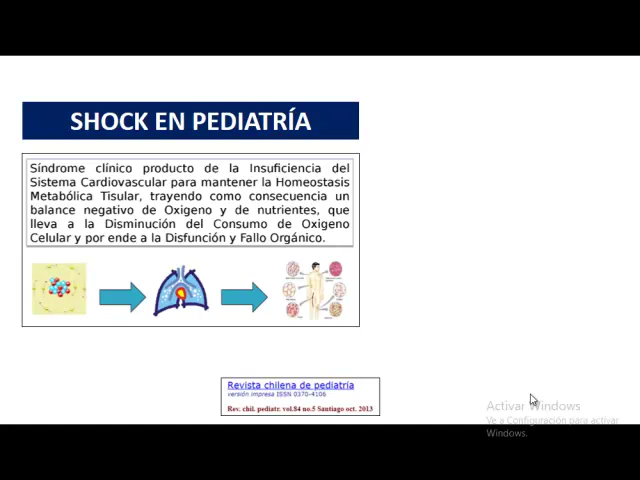 SHOCK EN PEDIATRÍA
Síndrome clínico producto de la Insuficiencia del
Sistema Cardiovascular para mantener la Homeostasis
Metabólica Tisular, trayendo como consecuencia un
balance negativo de Oxigeno y de nutrientes, que
lleva a la Disminución del Consumo de Oxigeno
Celular y por ende a la Disfunción y Fallo Orgánico.
Revista chilena de pediatría
versión impresa ISSN 0370-4106
Rev. chil. pediatr. vol.84 no.5 Santiago oct. 2013
Activar Windows
Ve a Configuración para activar
Windows.